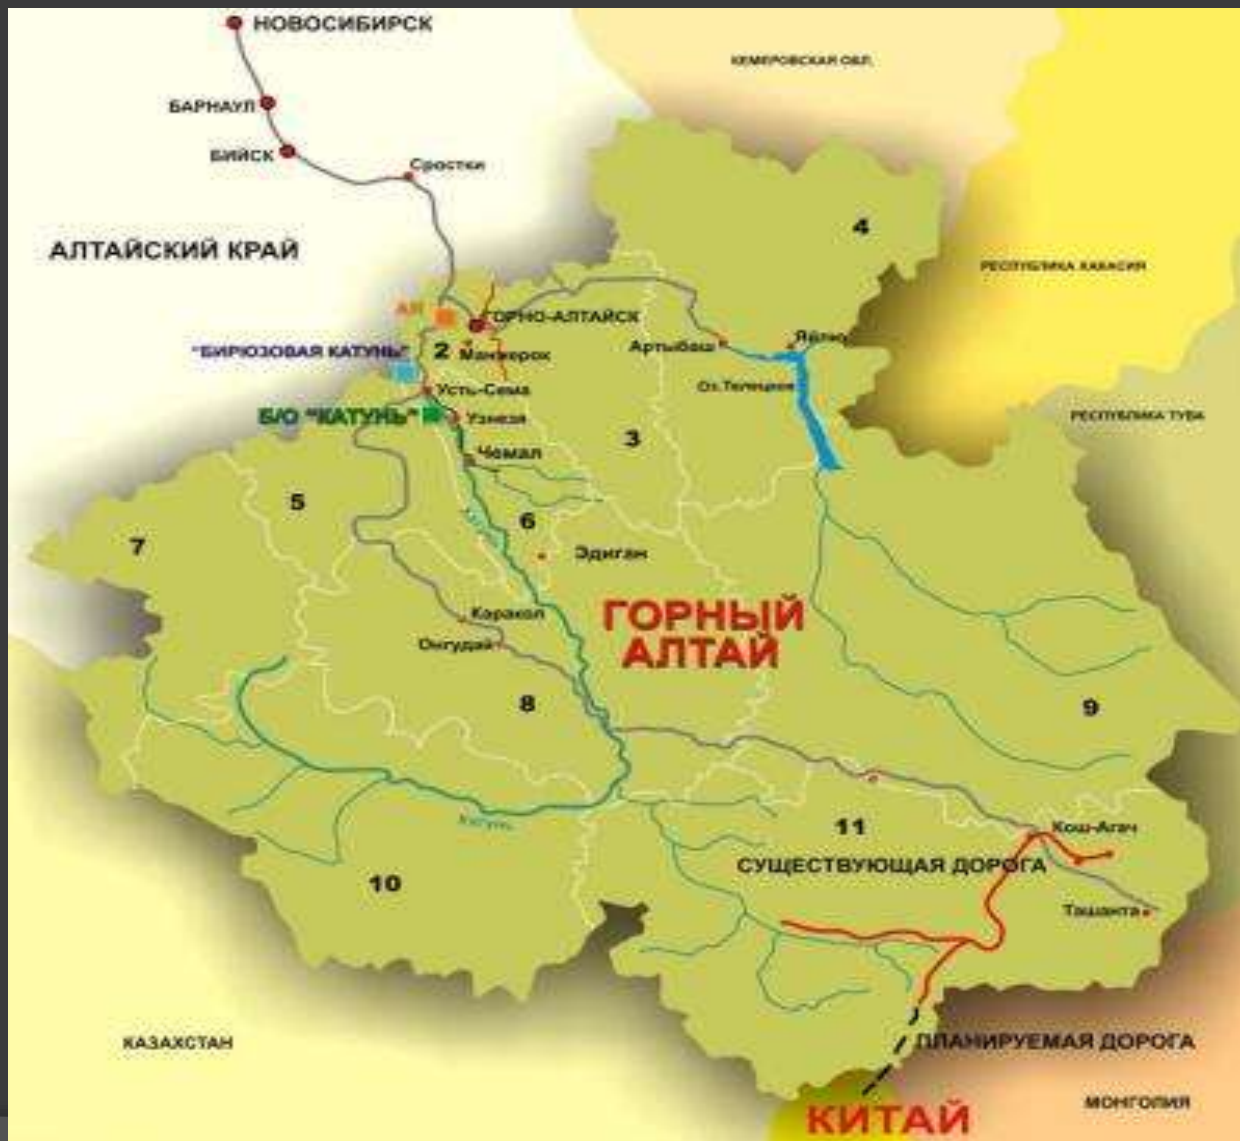 НОВОСИБИРСК
КЕМЕРОВСКАЯ ОБЛ.
БАРНАУЛ
БИЙСК
Сростки
4
АЛТАЙСКИЙ КРАЙ
РЕСПУБЛИКА ХАКАСИЯ
АЯ
ГОРНО-АЛТАЙСК
Яйлю
Артыбаш
"БИРЮЗОВАЯ КАТУНЬ"
2
Манжерок
Усть-Сема
Оз.Телецкое
Б/О "КАТУНЬ"
Узнезя
РЕСПУБЛИКА ТУВА
3
Чемал
5
6
7
Эдиган
ГОРНЫЙ
АЛТАЙ
Каракол
Онгудай
8
9
Катунь
11
Кош-Агач
СУЩЕСТВУЮЩАЯ ДОРОГА
10
Ташанта
КАЗАХСТАН
ПЛАНИРУЕМАЯ ДОРОГА
МОНГОЛИЯ
КИТАЙ